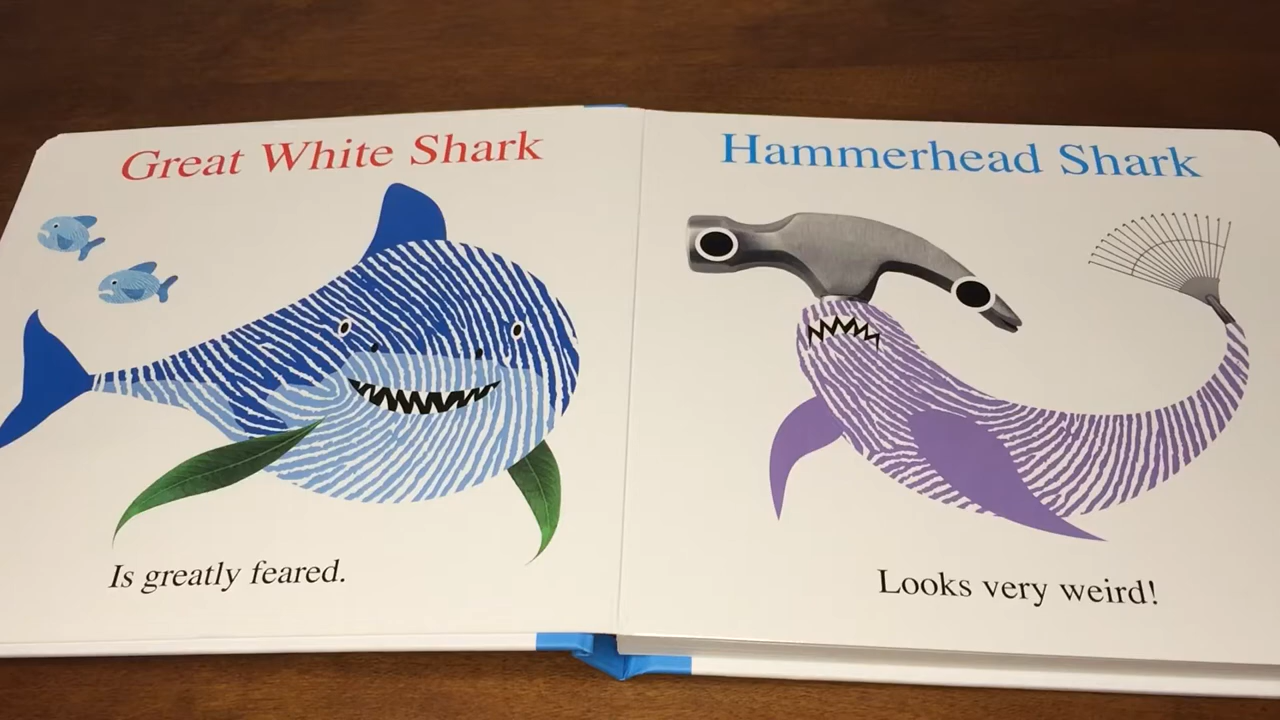 Great White Shark
Is greatly feared.
Hammerhead Shark
Looks very weird!